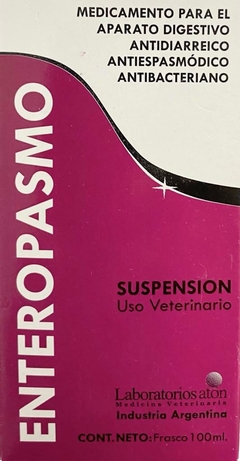 MEDICAMENTO PARA EL
APARATO DIGESTIVO
ANTIDIARREICO
ANTIESPASMÓDICO
ANTIBACTERIANO
ENTEROPASMO
SUSPENSION
Uso Veterinario
Laboratorios aton
Medicina Veterinaria
Industria Argentina
CONT. NETO: Frasco 100ml.